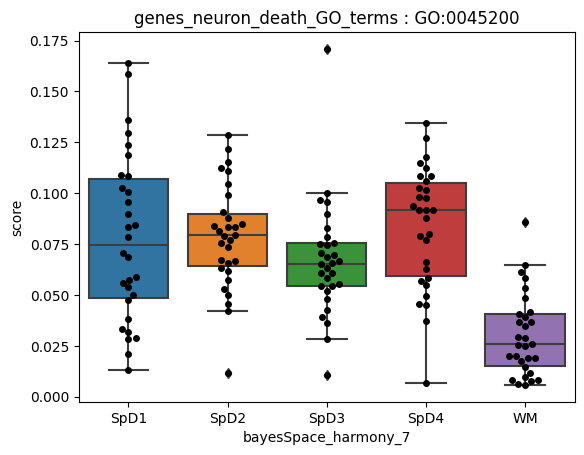 genes_neuron_death_GO_terms : GO:0045200
score
0.175
0.150
0.125
0.100
0.075
0.050
0.025
0.000
SpD1 SpD2 SpD3 SpD4 WM
bayesSpace_harmony_7